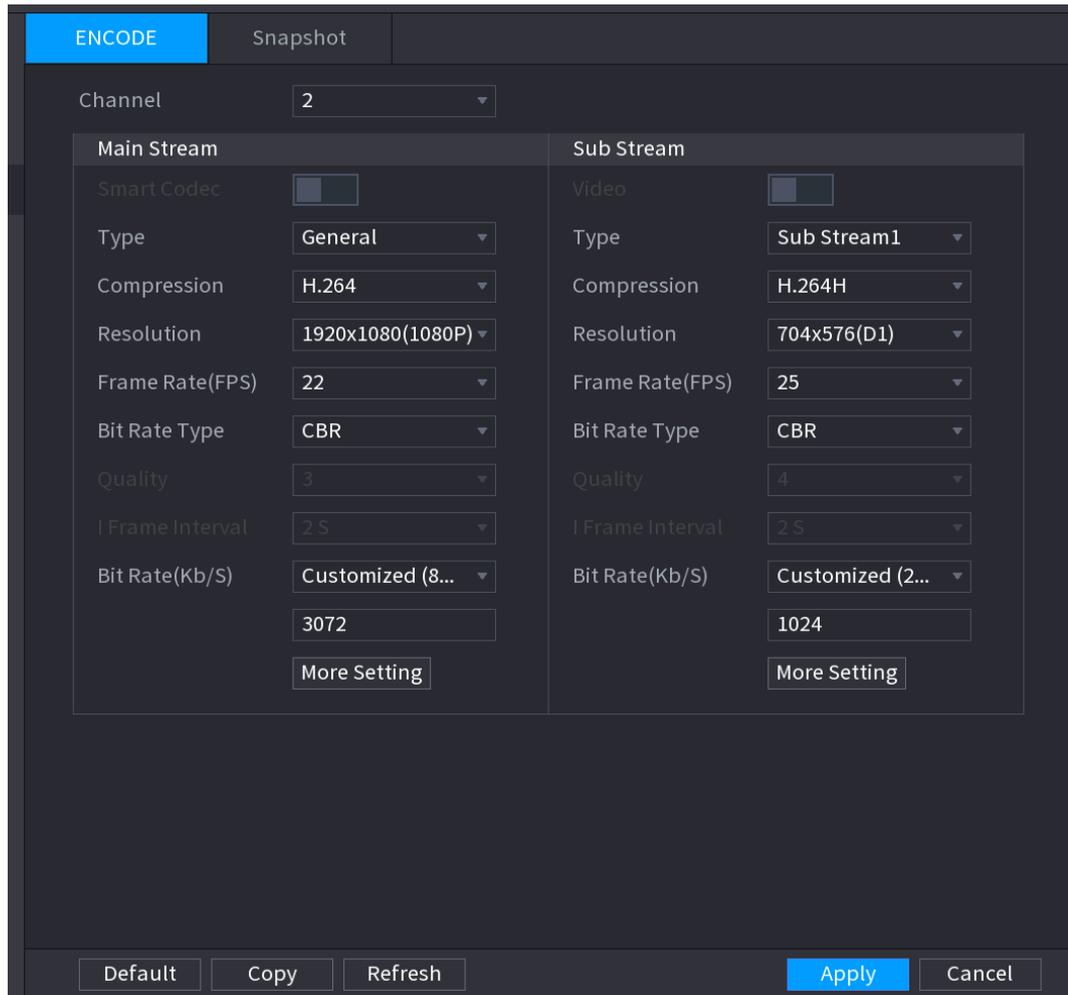 ENCODE Snapshot
Channel 2
Main Stream Sub Stream
Smart Codec Video
Type General Type Sub Stream1
Compression H.264 Compression H.264H
Resolution 1920x1080(1080P) Resolution 704x576(D1)
Frame Rate(FPS) 22 Frame Rate(FPS) 25
Bit Rate Type CBR Bit Rate Type CBR
Quality 3 Quality 4
I Frame Interval 2 S I Frame Interval 2 S
Bit Rate(Kb/S) Customized (8... Bit Rate(Kb/S) Customized (2...
3072 1024
More Setting More Setting
Default Copy Refresh Apply Cancel